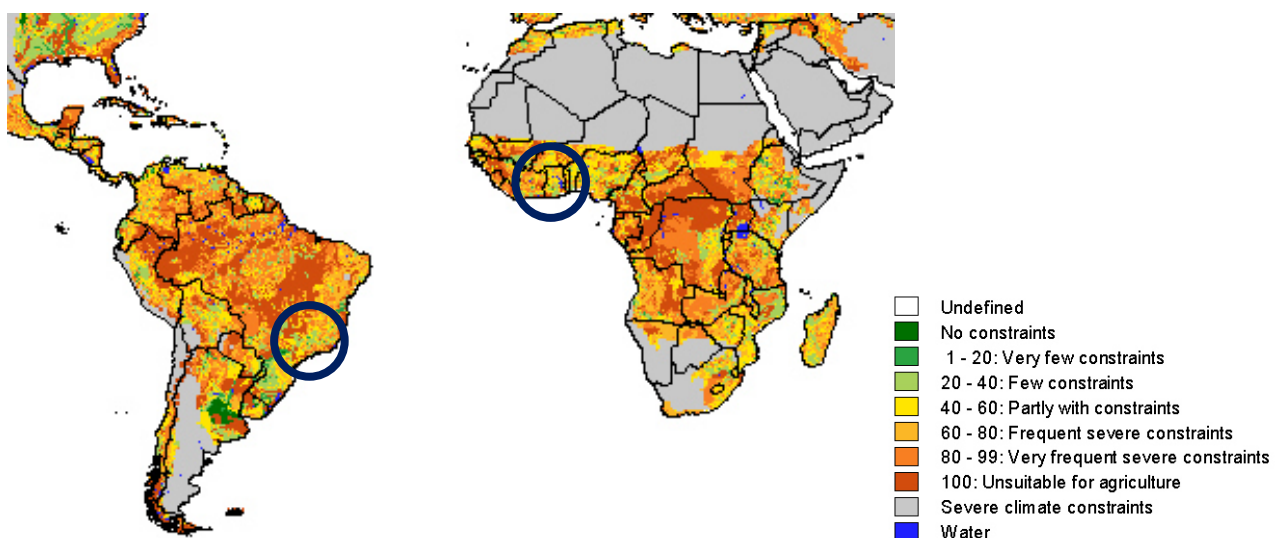 Undefined
No constraints
1 - 20: Very few constraints
20 - 40: Few constraints
40 - 60: Partly with constraints
60 - 80: Frequent severe constraints
80 - 99: Very frequent severe constraints
100: Unsuitable for agriculture
Severe climate constraints
Water